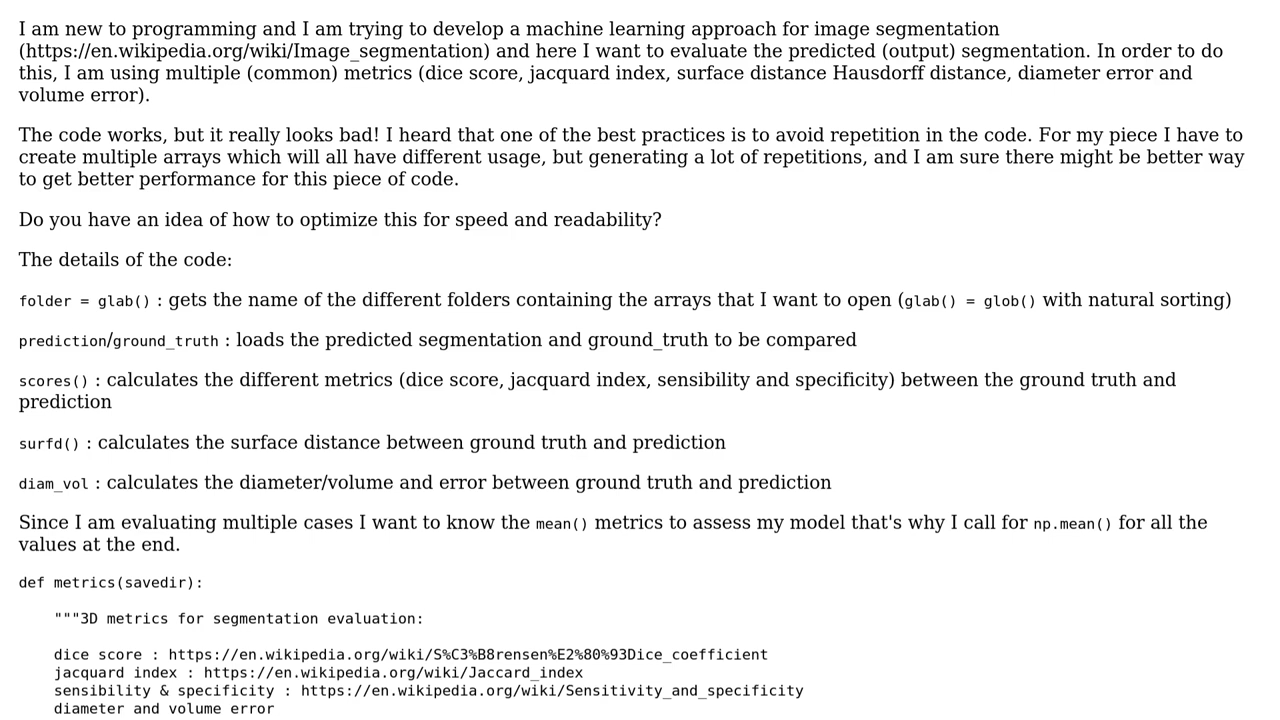 I am new to programming and I am trying to develop a machine learning approach for image segmentation
(https://en.wikipedia.org/wiki/Image_segmentation) and here I want to evaluate the predicted (output) segmentation. In order to do
this, I am using multiple (common) metrics (dice score, jacquard index, surface distance Hausdorff distance, diameter error and
volume error).
The code works, but it really looks bad! I heard that one of the best practices is to avoid repetition in the code. For my piece I have to
create multiple arrays which will all have different usage, but generating a lot of repetitions, and I am sure there might be better way
to get better performance for this piece of code.
Do you have an idea of how to optimize this for speed and readability?
The details of the code:
folder = glab() : gets the name of the different folders containing the arrays that I want to open (glab() = glob() with natural sorting)
prediction/ground_truth : loads the predicted segmentation and ground_truth to be compared
scores() : calculates the different metrics (dice score, jacquard index, sensibility and specificity) between the ground truth and
prediction
surfd() : calculates the surface distance between ground truth and prediction
diam_vol : calculates the diameter/volume and error between ground truth and prediction
Since I am evaluating multiple cases I want to know the mean() metrics to assess my model that's why I call for np.mean() for all the
values at the end.
def metrics(savedir):
"""3D metrics for segmentation evaluation:
dice score : https://en.wikipedia.org/wiki/S%C3%B8rensen%E2%80%93Dice_coefficient
jacquard index : https://en.wikipedia.org/wiki/Jaccard_index
sensibility & specificity : https://en.wikipedia.org/wiki/Sensitivity_and_specificity
diameter and volume error